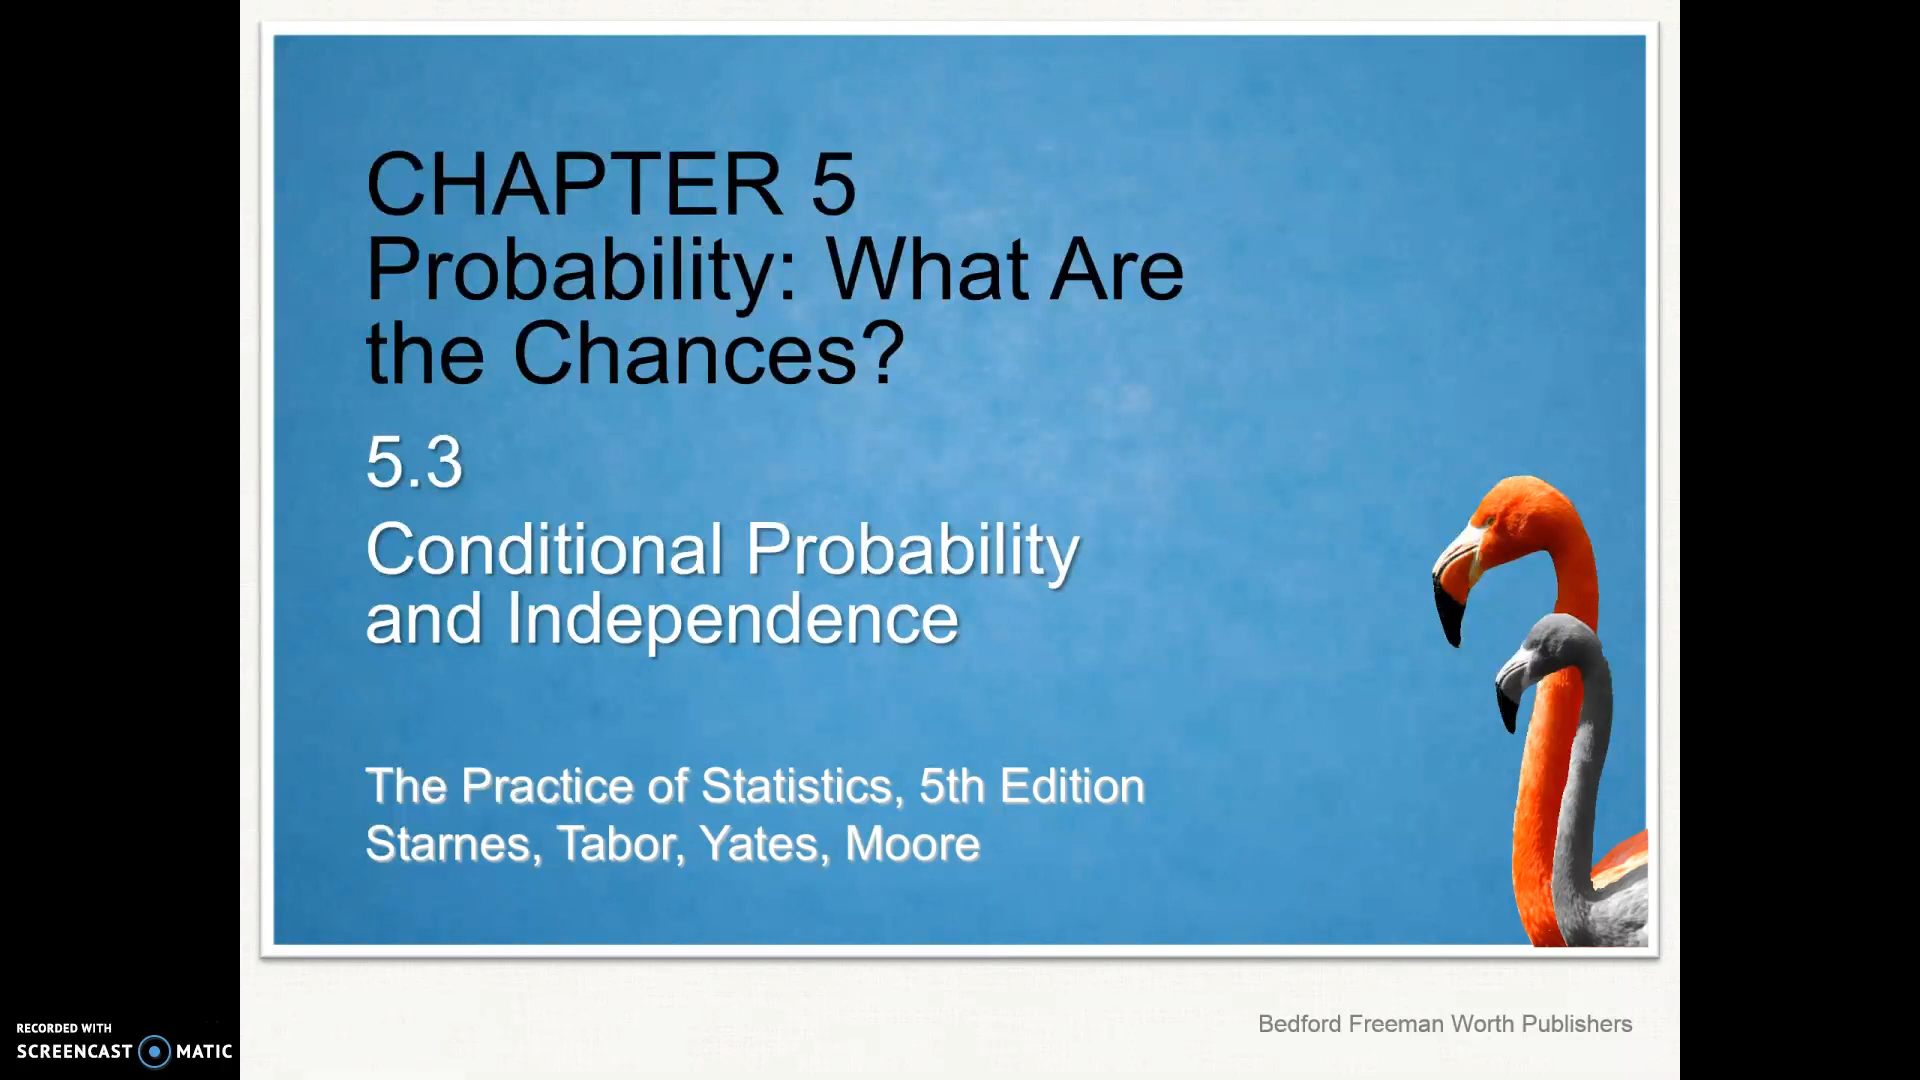 CHAPTER 5
Probability: What Are
the Chances?
5.3
Conditional Probability
and Independence
The Practice of Statistics, 5th Edition
Starnes, Tabor, Yates, Moore
Bedford Freeman Worth Publishers
RECORDED WITH
SCREENCAST MATIC